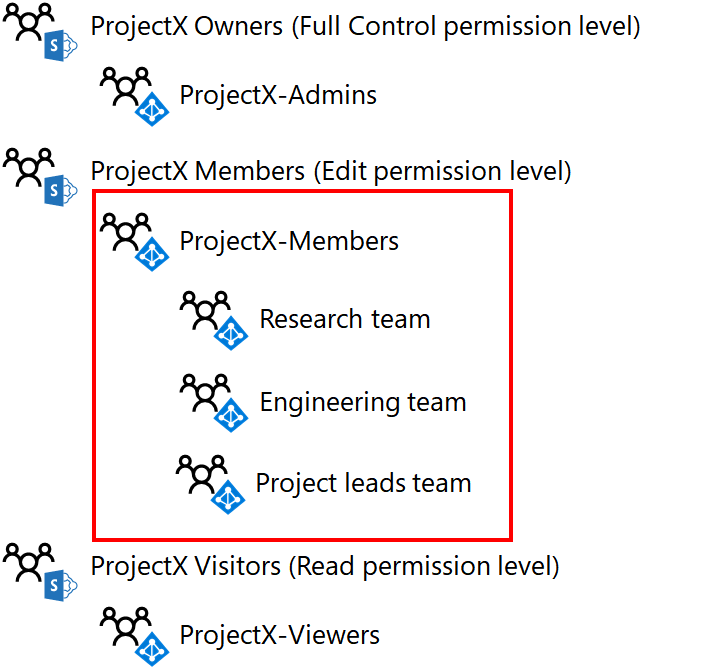 ProjectX Owners (Full Control permission level)
ProjectX-Admins
ProjectX Members (Edit permission level)
ProjectX-Members
Research team
Engineering team
Project leads team
ProjectX Visitors (Read permission level)
ProjectX-Viewers